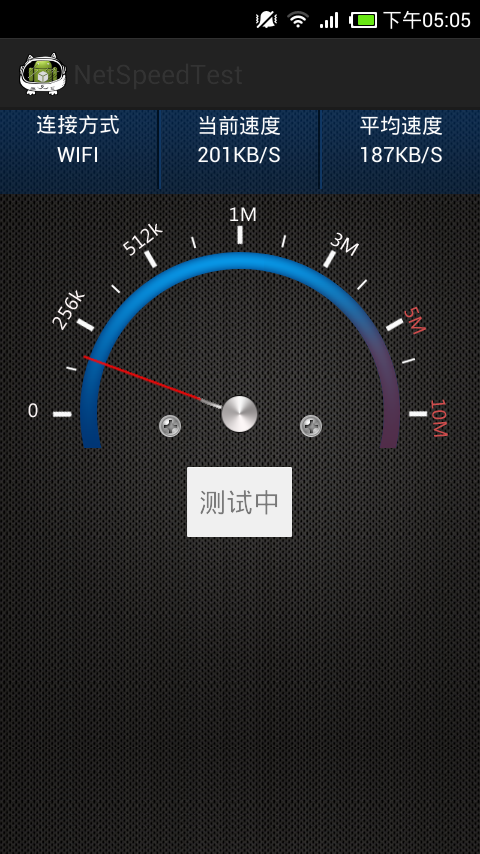 下午05:05
NetSpeedTest
连接方式
WIFI
当前速度
201KB/S
平均速度
187KB/S
0
256k
512k
1M
3M
5M
10M
测试中